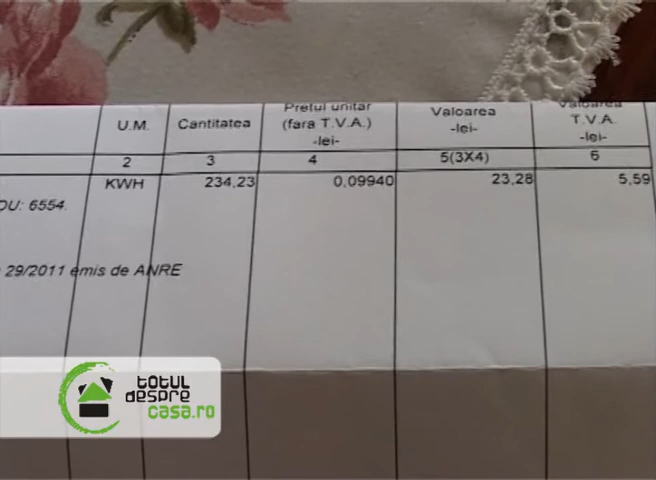 U.M. Cantitatea Pretul unitar (fara T.V.A.) -lei- Valoarea -lei- Valoarea T.V.A. -lei-
2 3 4 5(3X4) 6
KWH 234,23 0,09940 23,28 5,59
DU: 6554.
29/2011 emis de ANRE
totul
despre
casa.ro